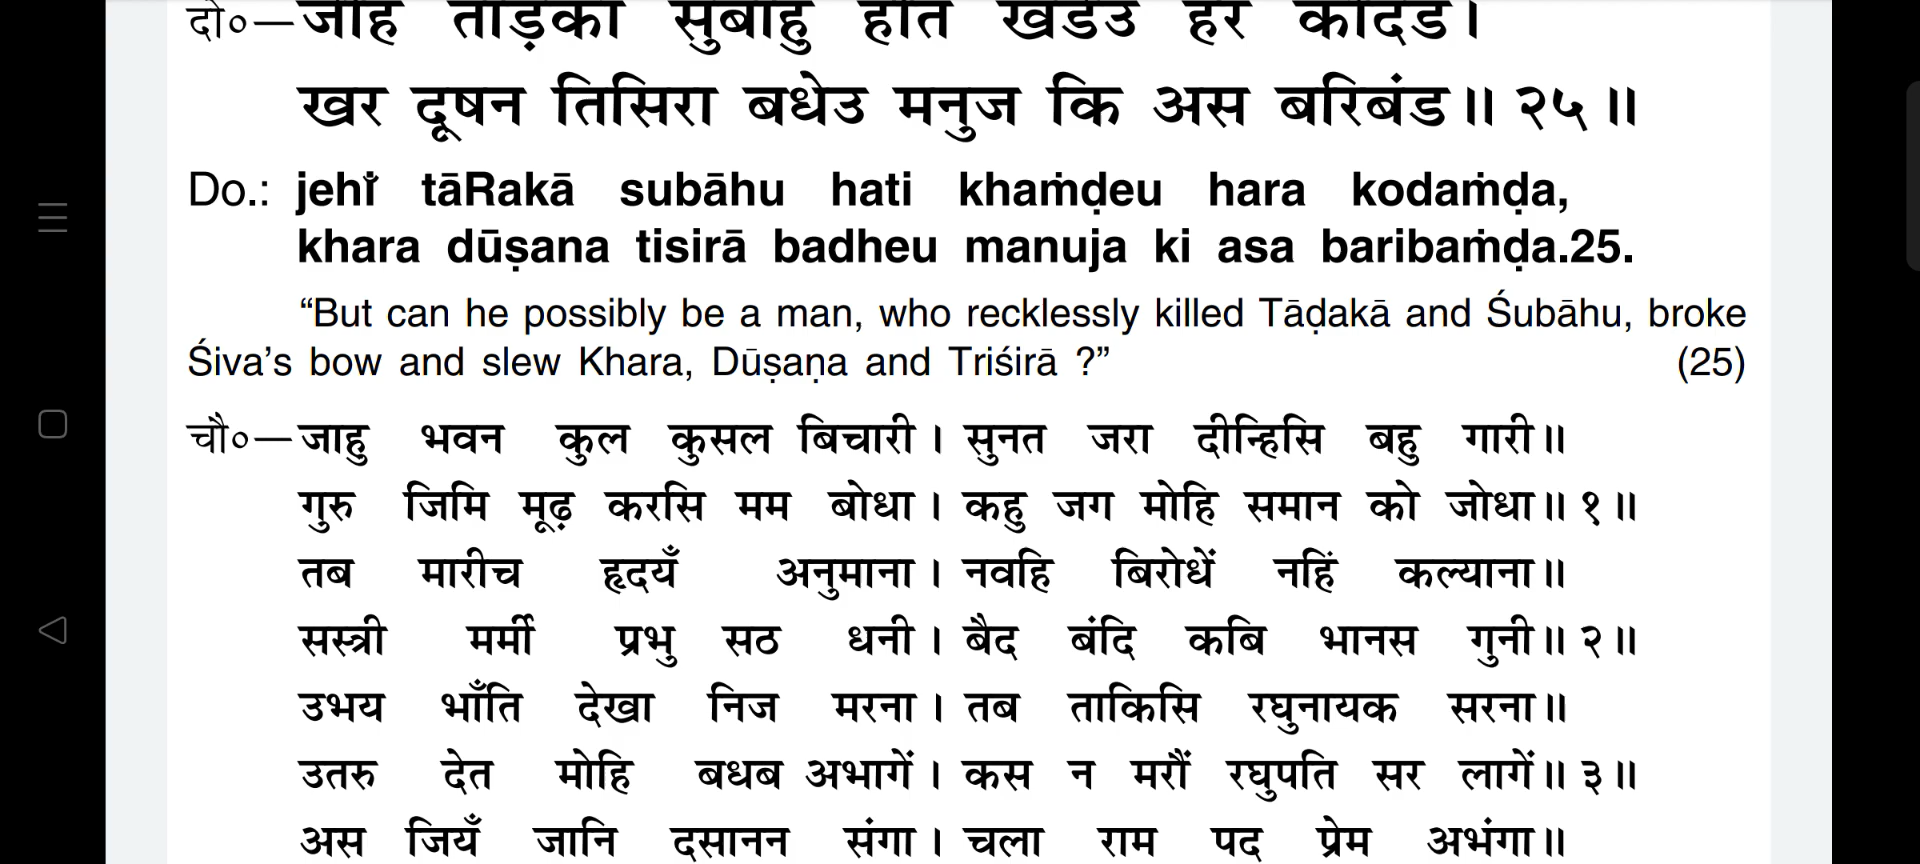 दो०—जेहिं ताड़का सुबाहु हति खंडेउ हर कोदंड।
खर दूषन तिसिरा बधेउ मनुज कि अस बरिबंड॥ २५॥
Do.: jehiँ tāRakā subāhu hati khaṁḍeu hara kodaṁḍa,
khara dūṣana tisirā badheu manuja ki asa baribaṁḍa.25.
“But can he possibly be a man, who recklessly killed Tāḍakā and Śubāhu, broke
Śiva’s bow and slew Khara, Dūṣaṇa and Triśirā ?” (25)
चौ०—जाहु भवन कुल कुसल बिचारी। सुनत जरा दीन्हिसि बहु गारी॥
गुरु जिमि मूढ़ करसि मम बोधा। कहु जग मोहि समान को जोधा॥ १॥
तब मारीच हृदयँ अनुमाना। नवहि बिरोधें नहिं कल्याना॥
सस्त्री मर्मी प्रभु सठ धनी। बैद बंदि कबि भानस गुनी॥ २॥
उभय भाँति देखा निज मरना। तब ताकिसि रघुनायक सरना॥
उतरु देत मोहि बधब अभागें। कस न मरौं रघुपति सर लागें॥ ३॥
अस जियँ जानि दसानन संगा। चला राम पद प्रेम अभंगा॥